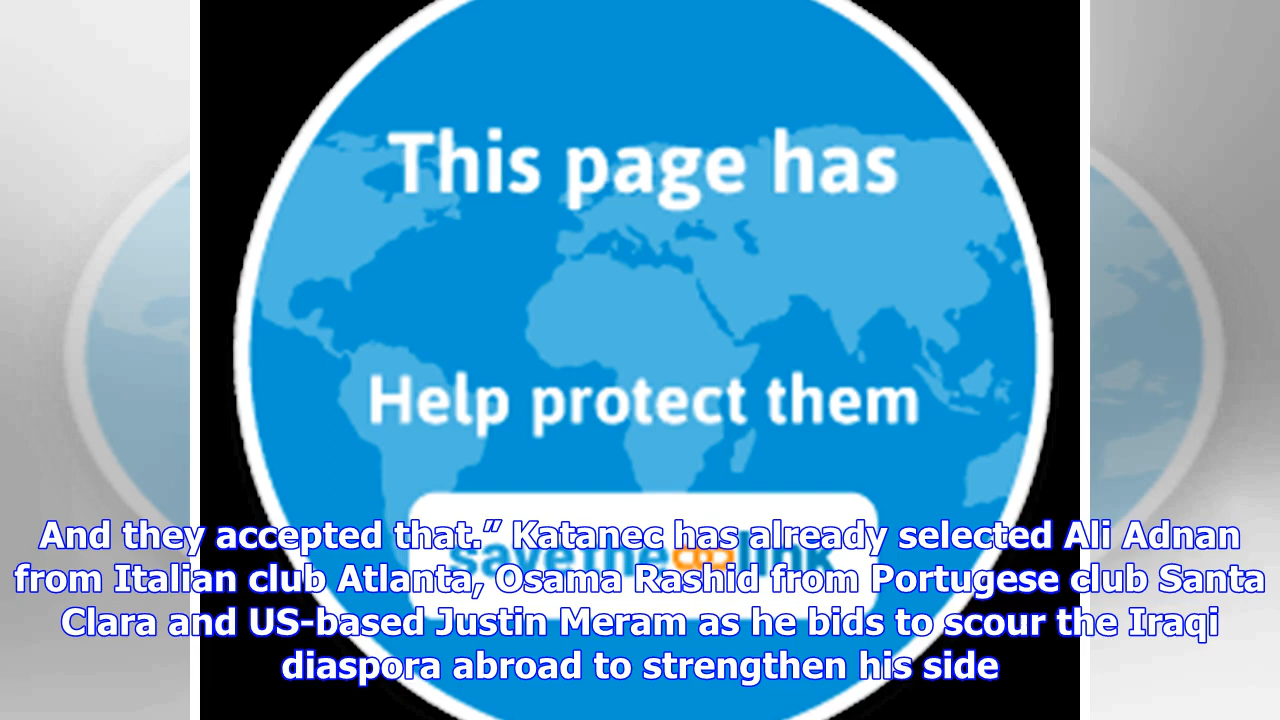 This page has
Help protect them
savethe link
And they accepted that.” Katanec has already selected Ali Adnan
from Italian club Atlanta, Osama Rashid from Portugese club Santa
Clara and US-based Justin Meram as he bids to scour the Iraqi
diaspora abroad to strengthen his side